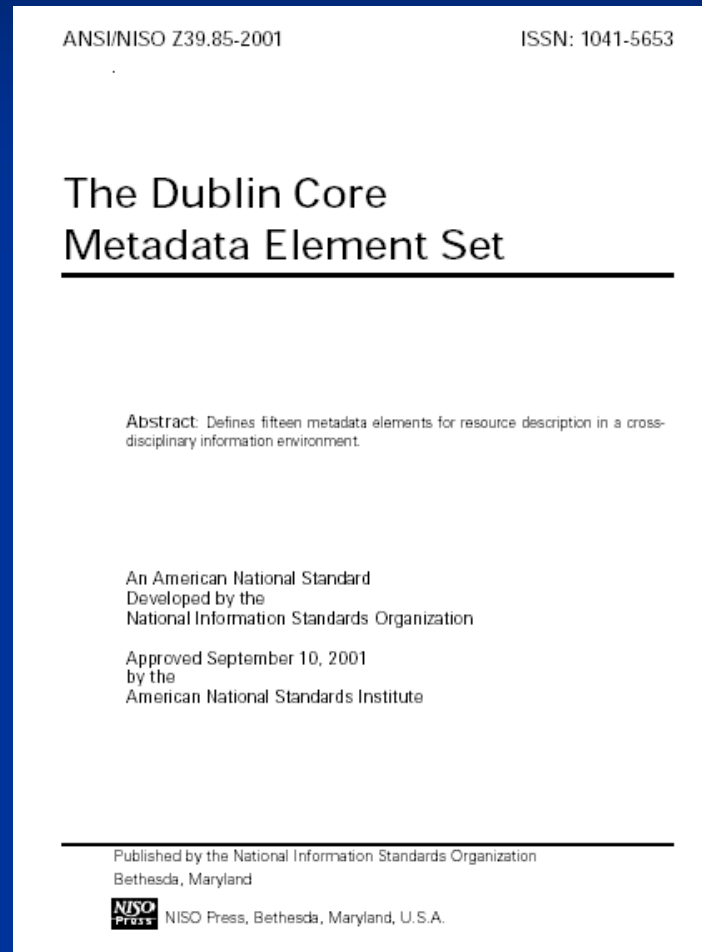 ANSI/NISO Z39.85-2001 ISSN: 1041-5653
.
The Dublin Core
Metadata Element Set
Abstract: Defines fifteen metadata elements for resource description in a cross-
disciplinary information environment.
An American National Standard
Developed by the
National Information Standards Organization
Approved September 10, 2001
by the
American National Standards Institute
Published by the National Information Standards Organization
Bethesda, Maryland
NISO
Press
NISO Press, Bethesda, Maryland, U.S.A.